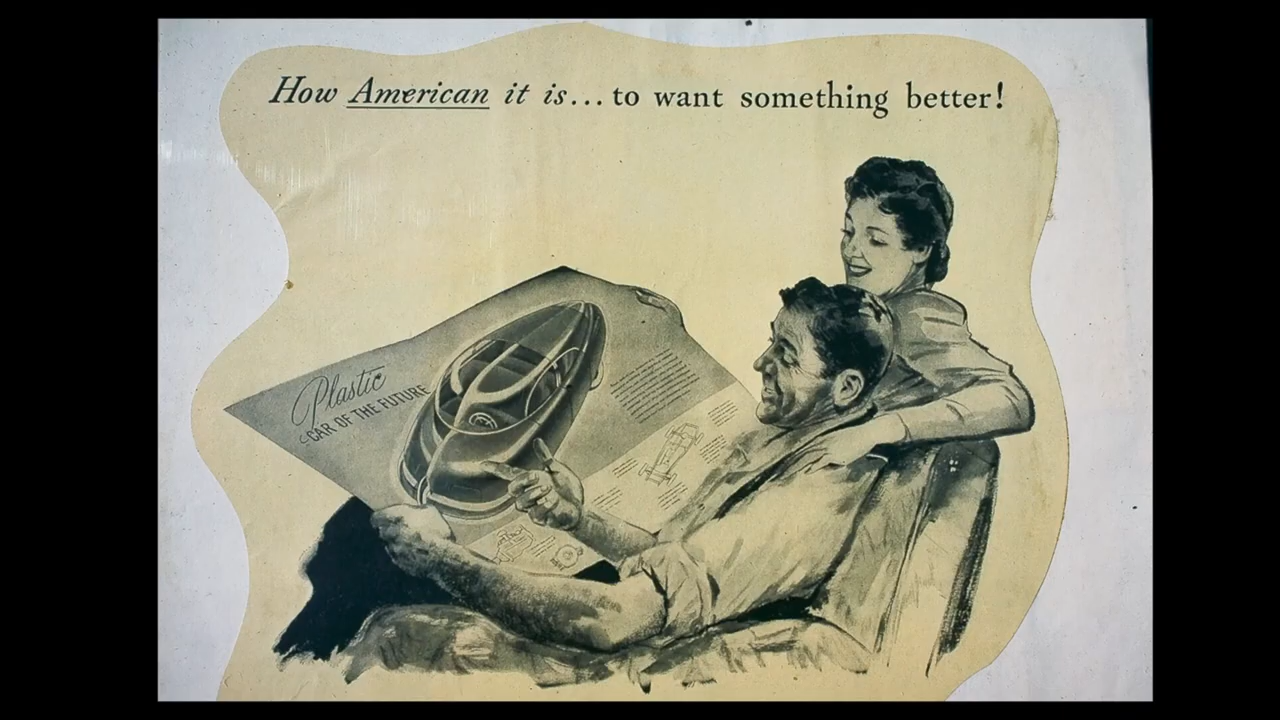 How American it is... to want something better!
Plastic
CAR OF THE FUTURE